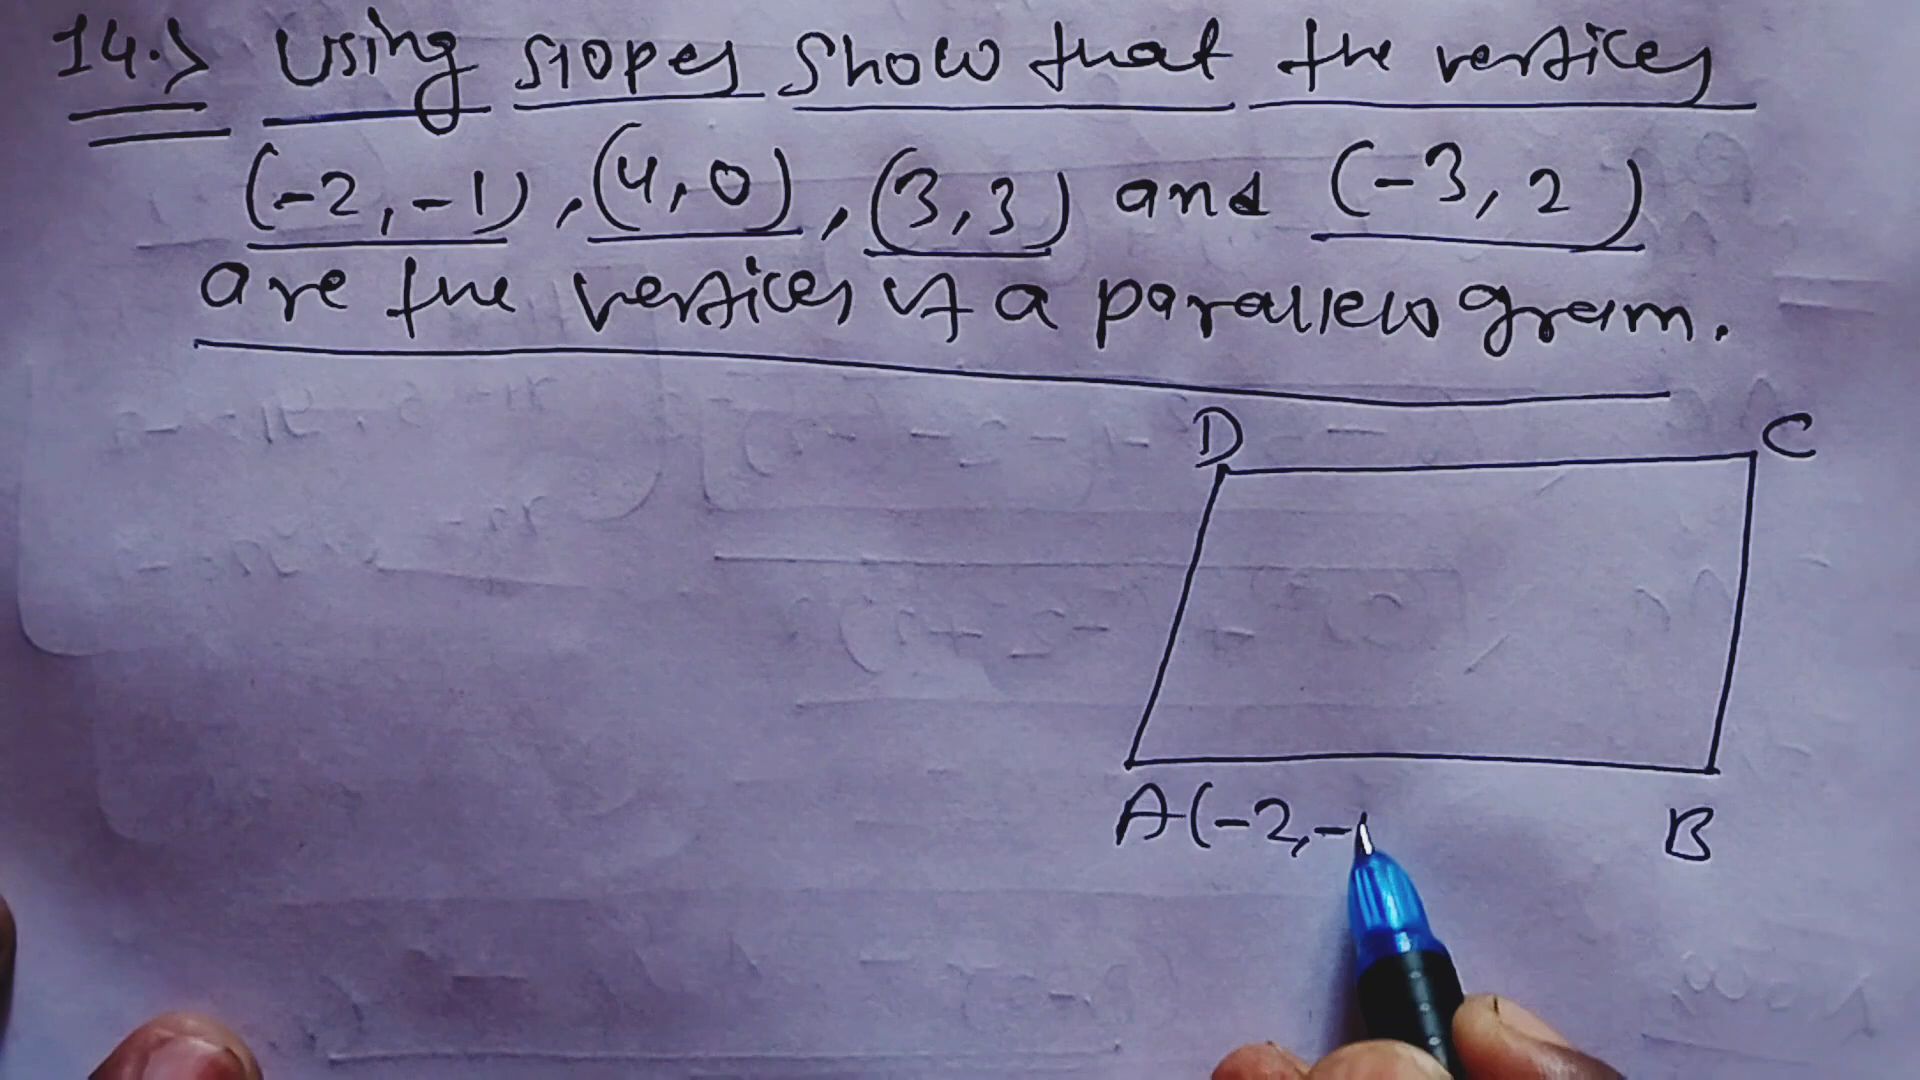 14.> Using slopes show that the vertices
(-2,-1), (4,0), (3,3) and (-3,2)
are the vertices of a parallelogram.
D C
A(-2,- B